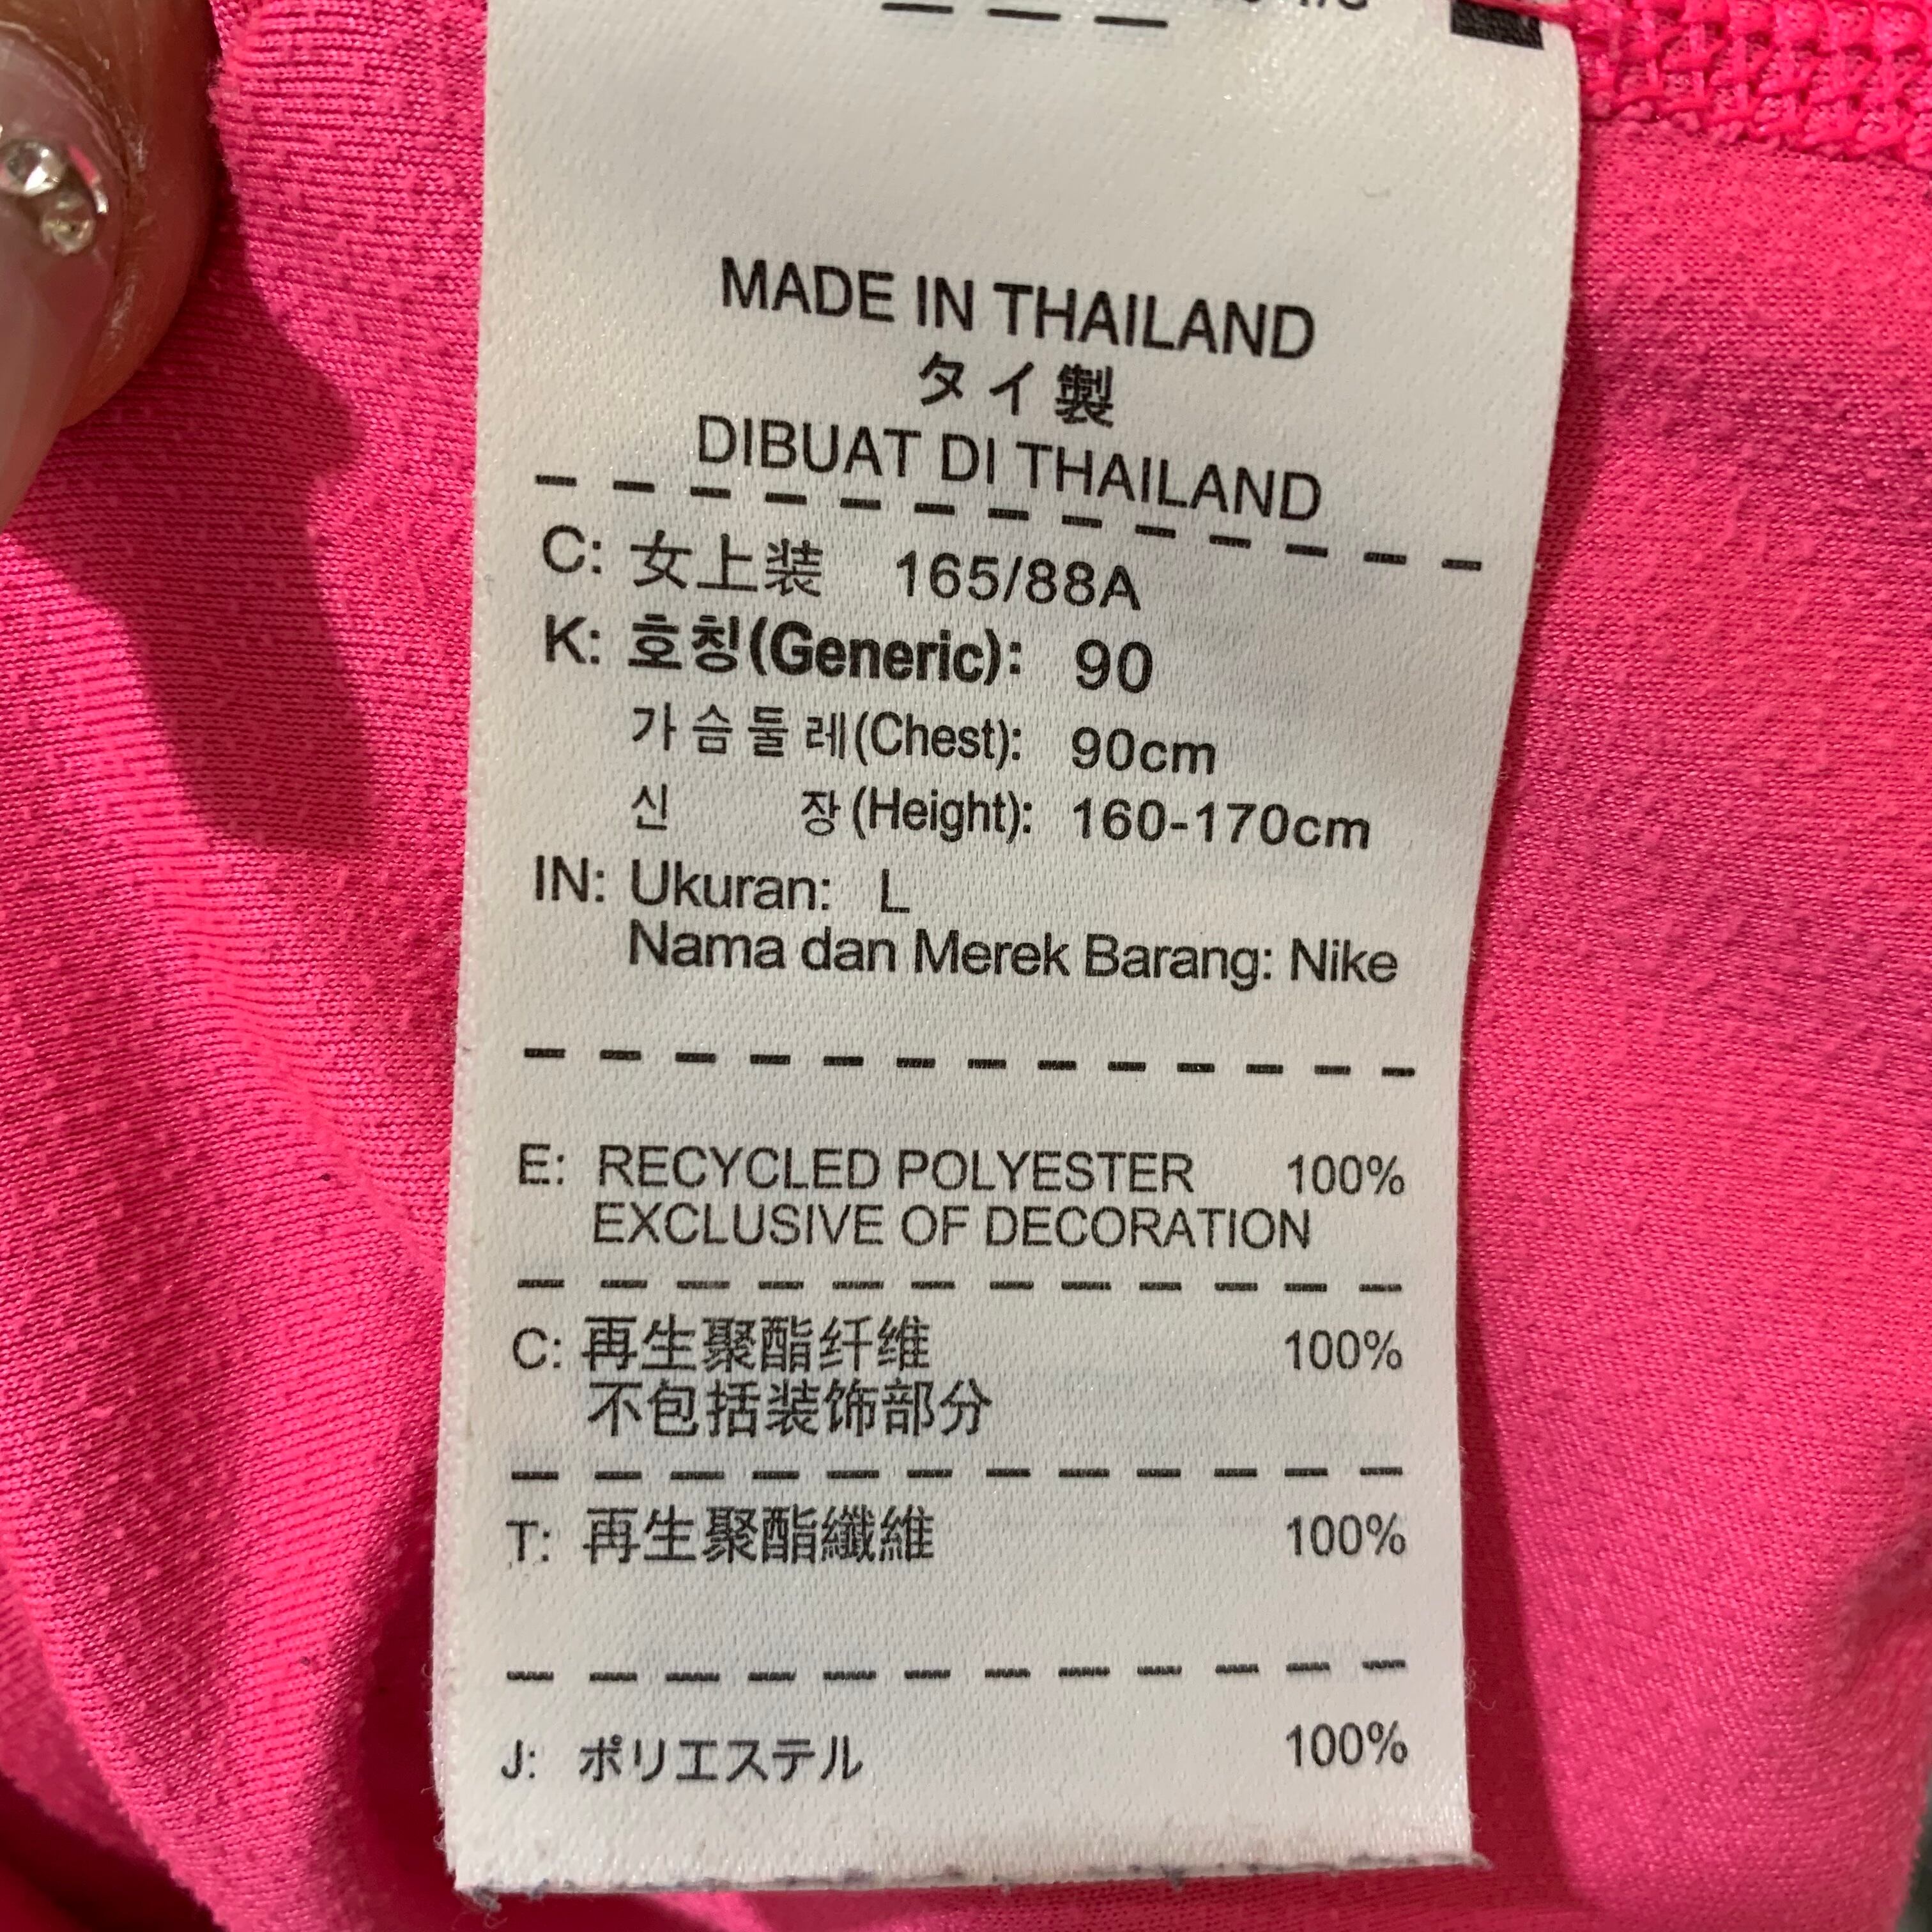 MADE IN THAILAND
タイ製
DIBUAT DI THAILAND
C: 女上装 165/88A
K: 호칭(Generic): 90
가슴둘레(Chest): 90cm
신 장(Height): 160-170cm
IN: Ukuran: L
Nama dan Merek Barang: Nike
E: RECYCLED POLYESTER 100%
EXCLUSIVE OF DECORATION
C: 再生聚酯纤维 100%
不包括装饰部分
T: 再生聚酯纖維 100%
J: ポリエステル 100%